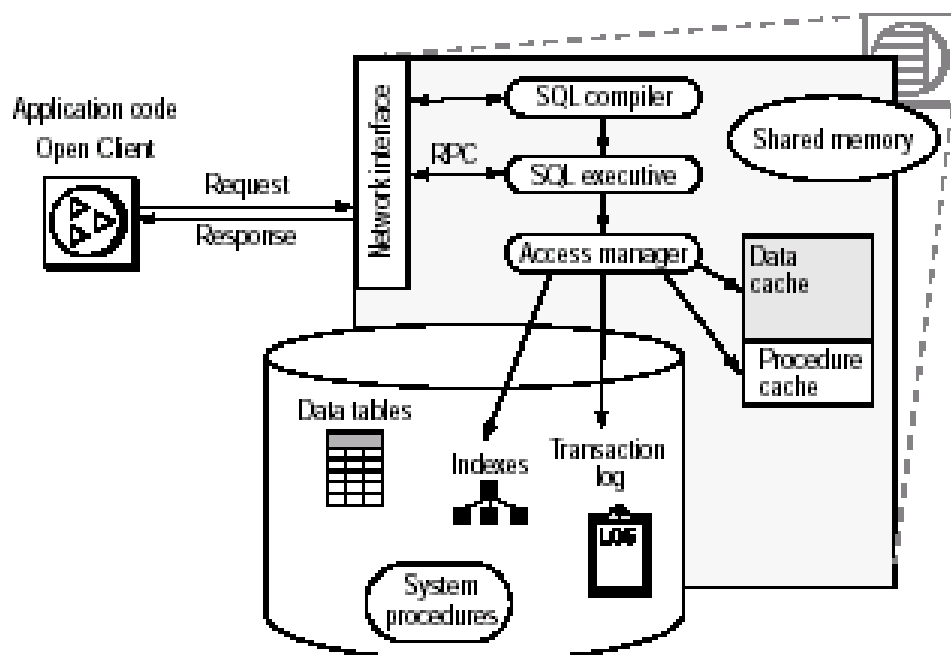 Application code
Open Client
Request
Response
Network interface
SQL compiler
RPC
SQL executive
Access manager
Shared memory
Data
cache
Procedure
cache
Data tables
Indexes
Transaction
log
LOG
System
procedures